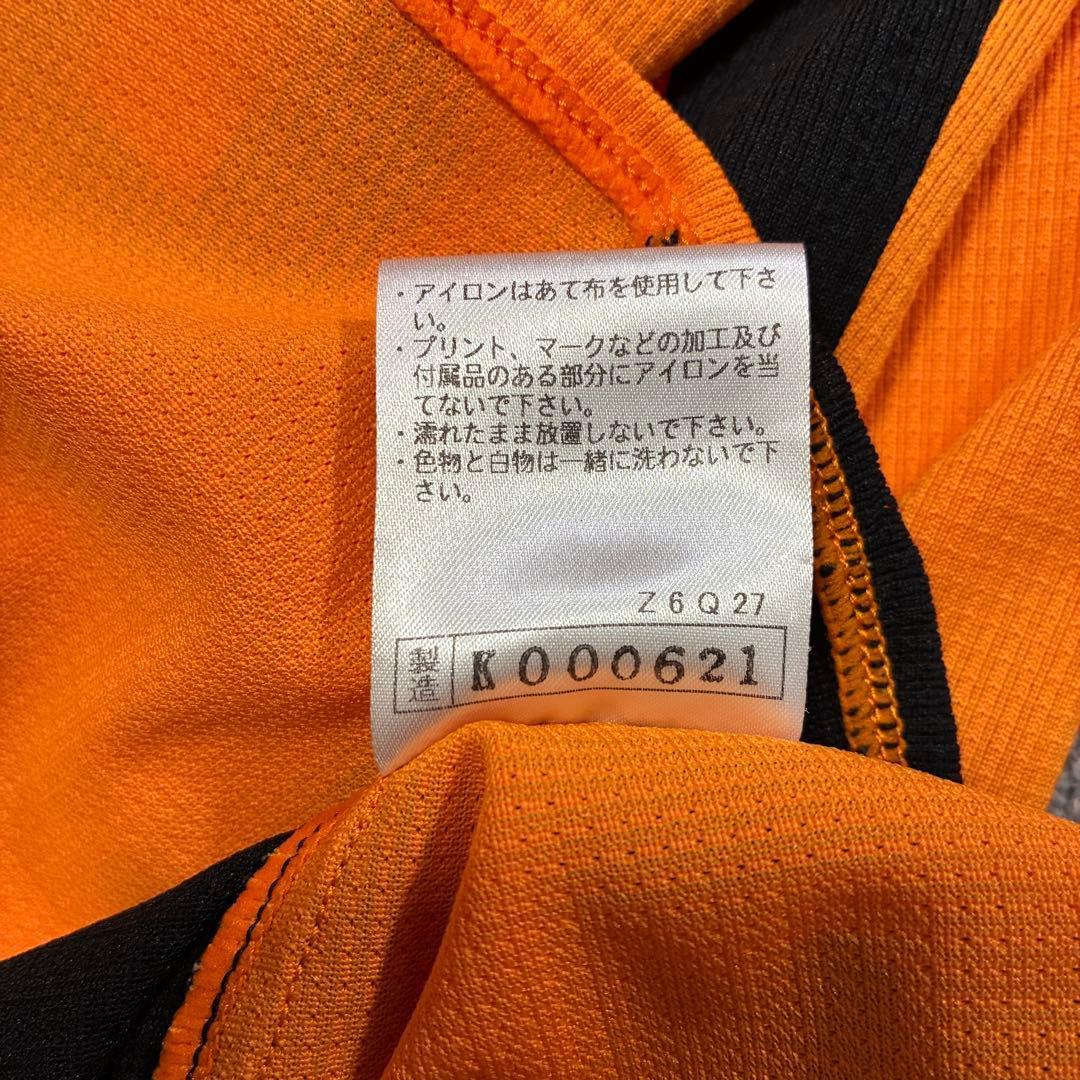 ・アイロンはあて布を使用して下さ
い。
・プリント、マークなどの加工及び
付属品のある部分にアイロンを当
てないで下さい。
・濡れたまま放置しないで下さい。
・色物と白物は一緒に洗わないで下
さい。
Z6Q27
製造 K000621